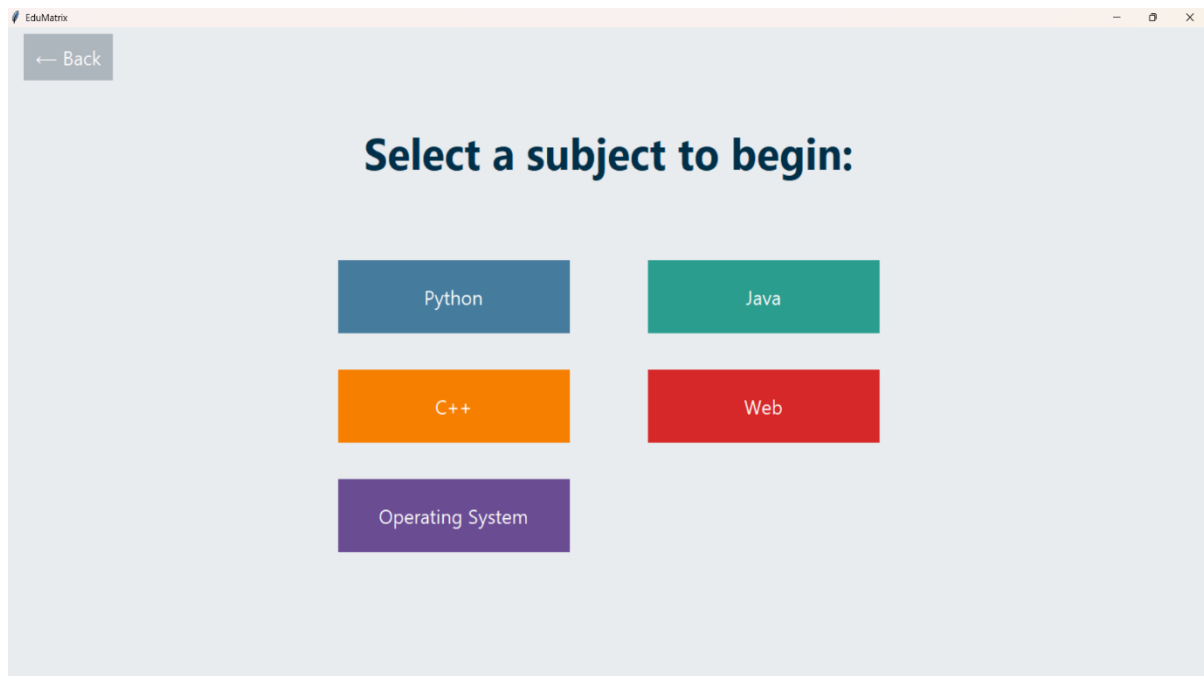 EduMatrix
← Back
Select a subject to begin:
Python
Java
C++
Web
Operating System